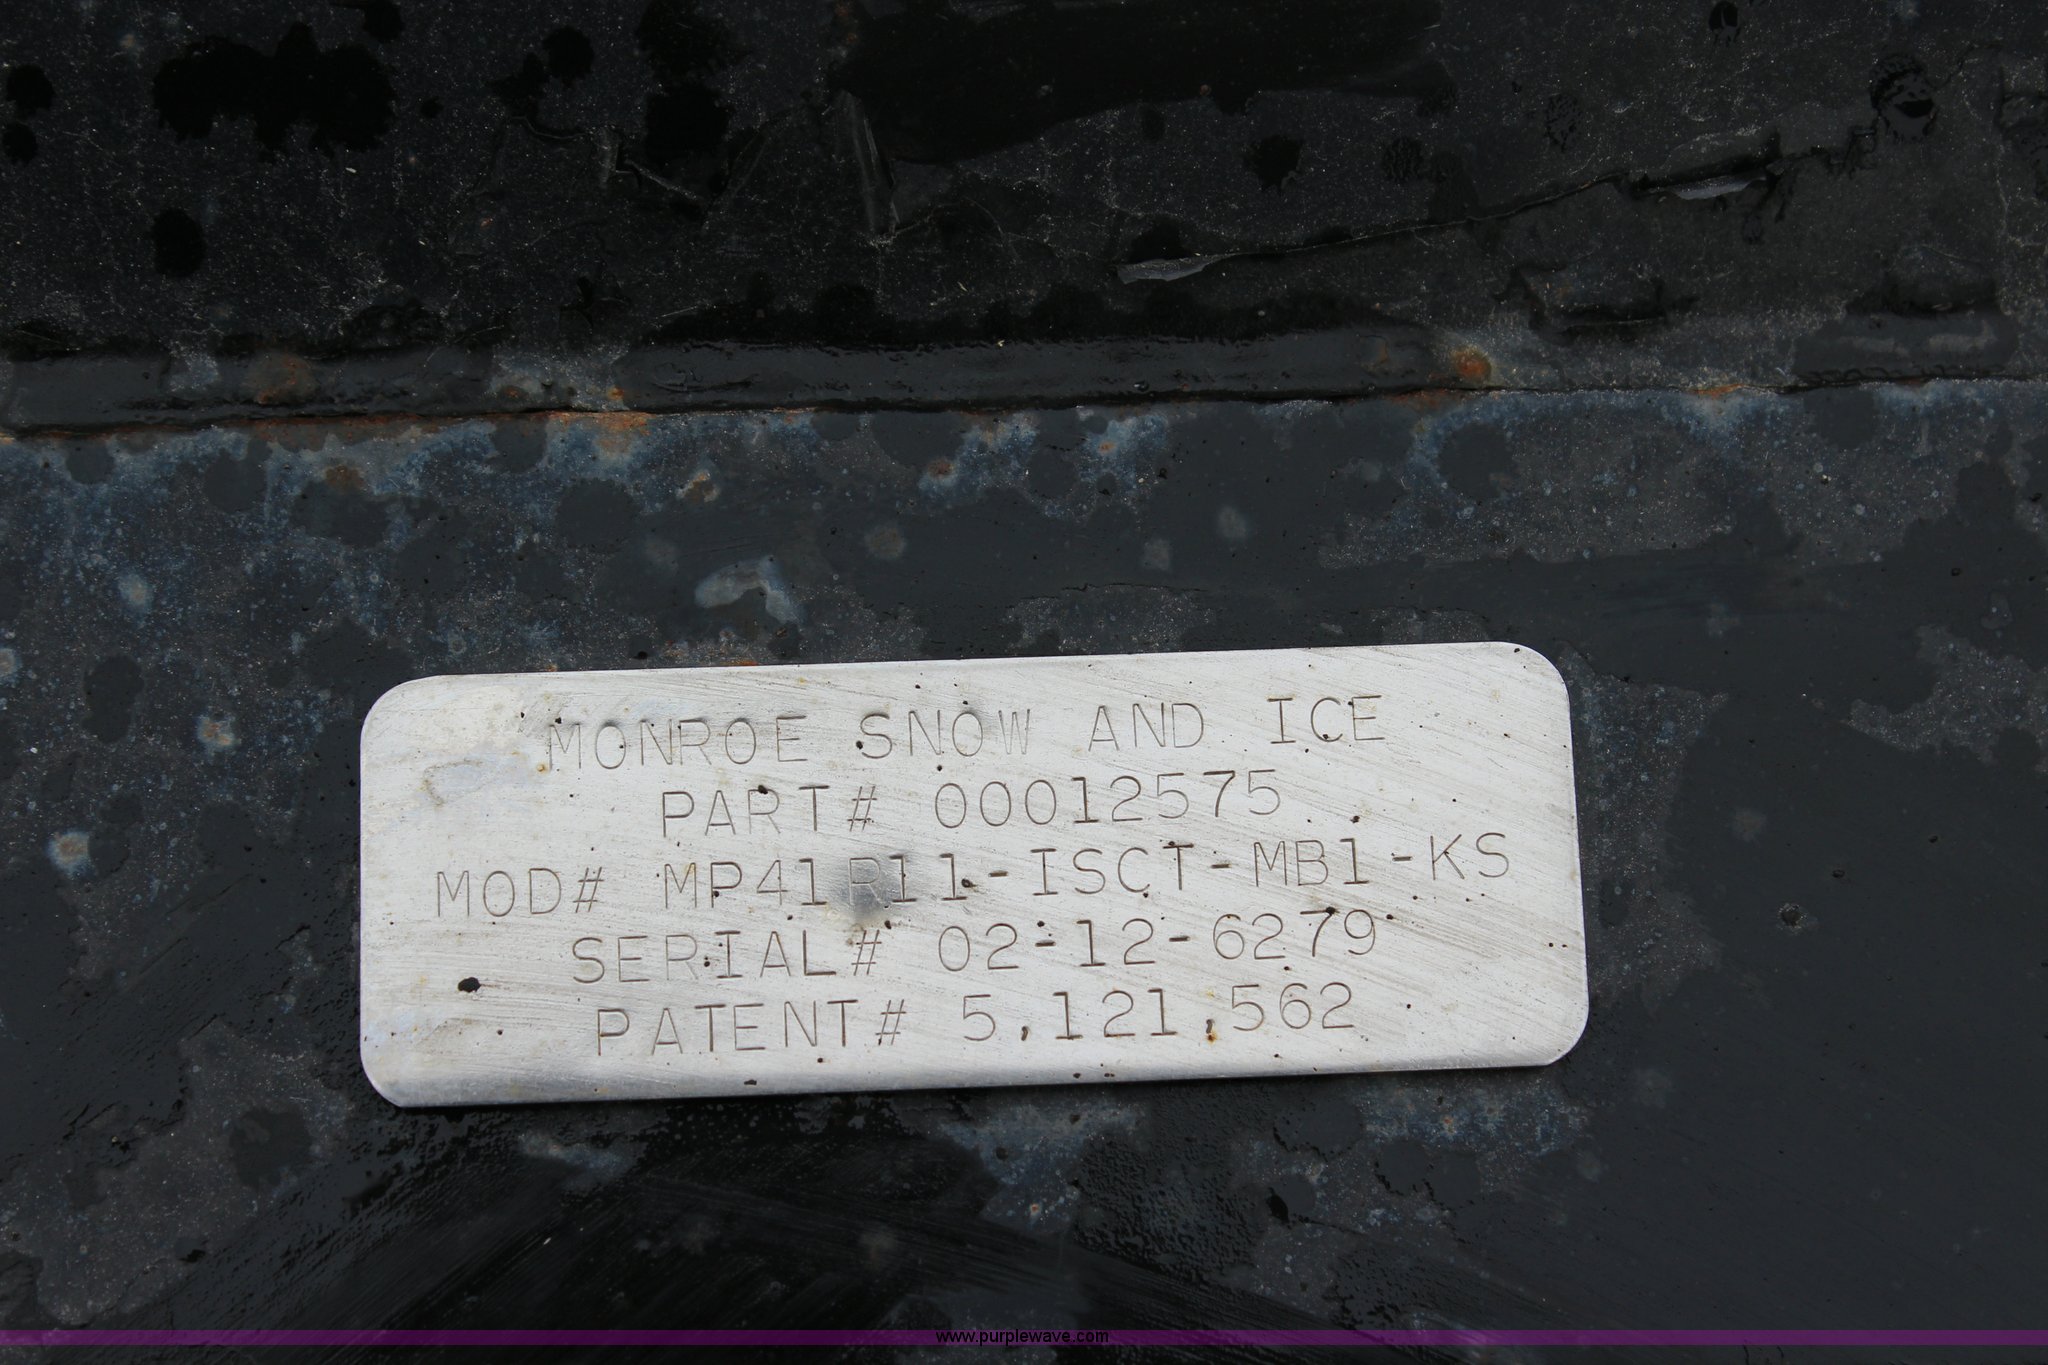 MONROE SNOW AND ICE
PART# 00012575
MOD# MP41R11-ISCT-MB1-KS
SERIAL# 02-12-6279
PATENT# 5,121,562
www.purplewave.com